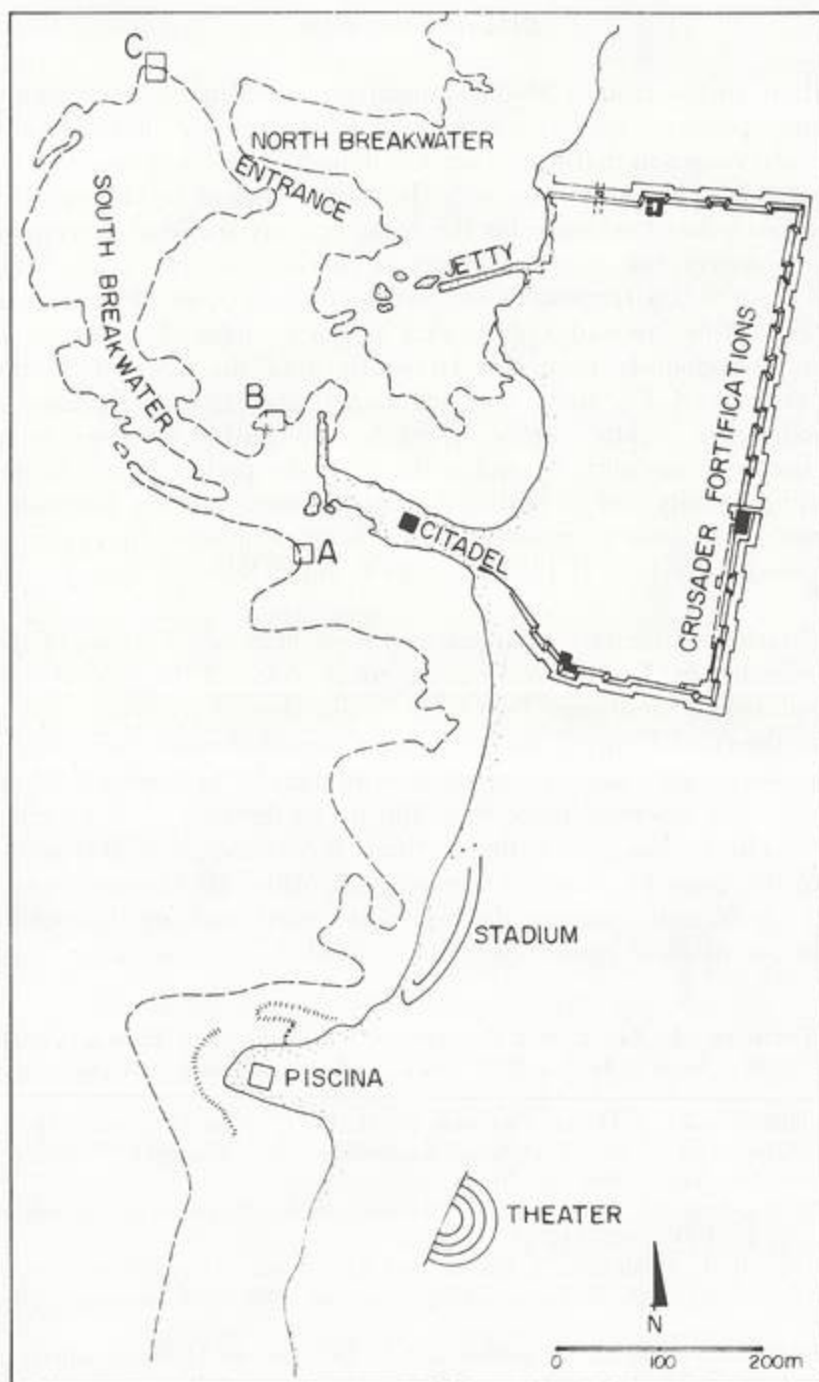 C
NORTH BREAKWATER
ENTRANCE
SOUTH BREAKWATER
JETTY
B
CRUSADER FORTIFICATIONS
A
CITADEL
STADIUM
PISCINA
THEATER
N
0 100 200m